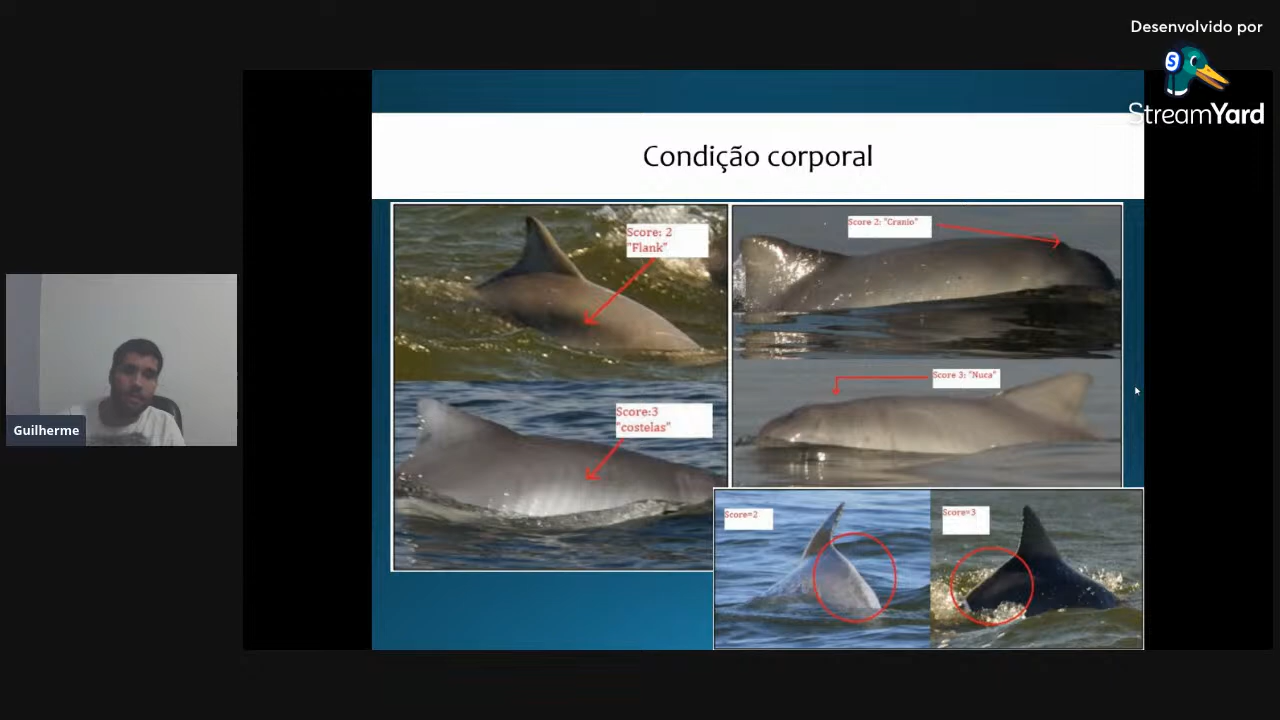 Desenvolvido por
StreamYard
Condição corporal
Score: 2
"Flank"
Score 2: "Cranio"
Score 3: "Nuca"
Score:3
"costelas"
Score=2
Score=3
Guilherme